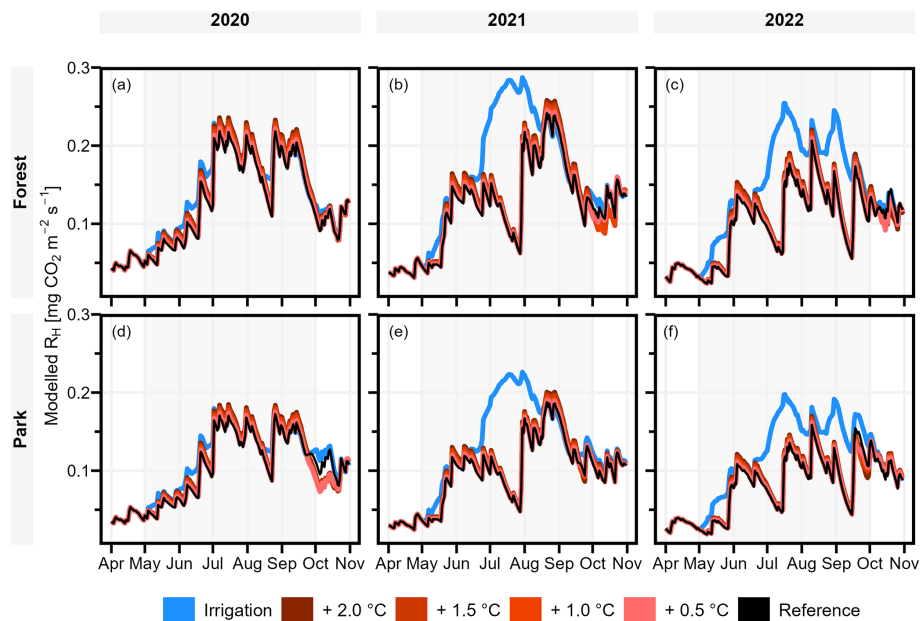 2020 2021 2022
Forest
Park
Modelled R_H [mg CO₂ m⁻² s⁻¹]
0.3
0.2
0.1
(a) (b) (c)
0.3
0.2
0.1
(d) (e) (f)
Apr May Jun Jul Aug Sep Oct Nov Apr May Jun Jul Aug Sep Oct Nov Apr May Jun Jul Aug Sep Oct Nov
Irrigation + 2.0 °C + 1.5 °C + 1.0 °C + 0.5 °C Reference